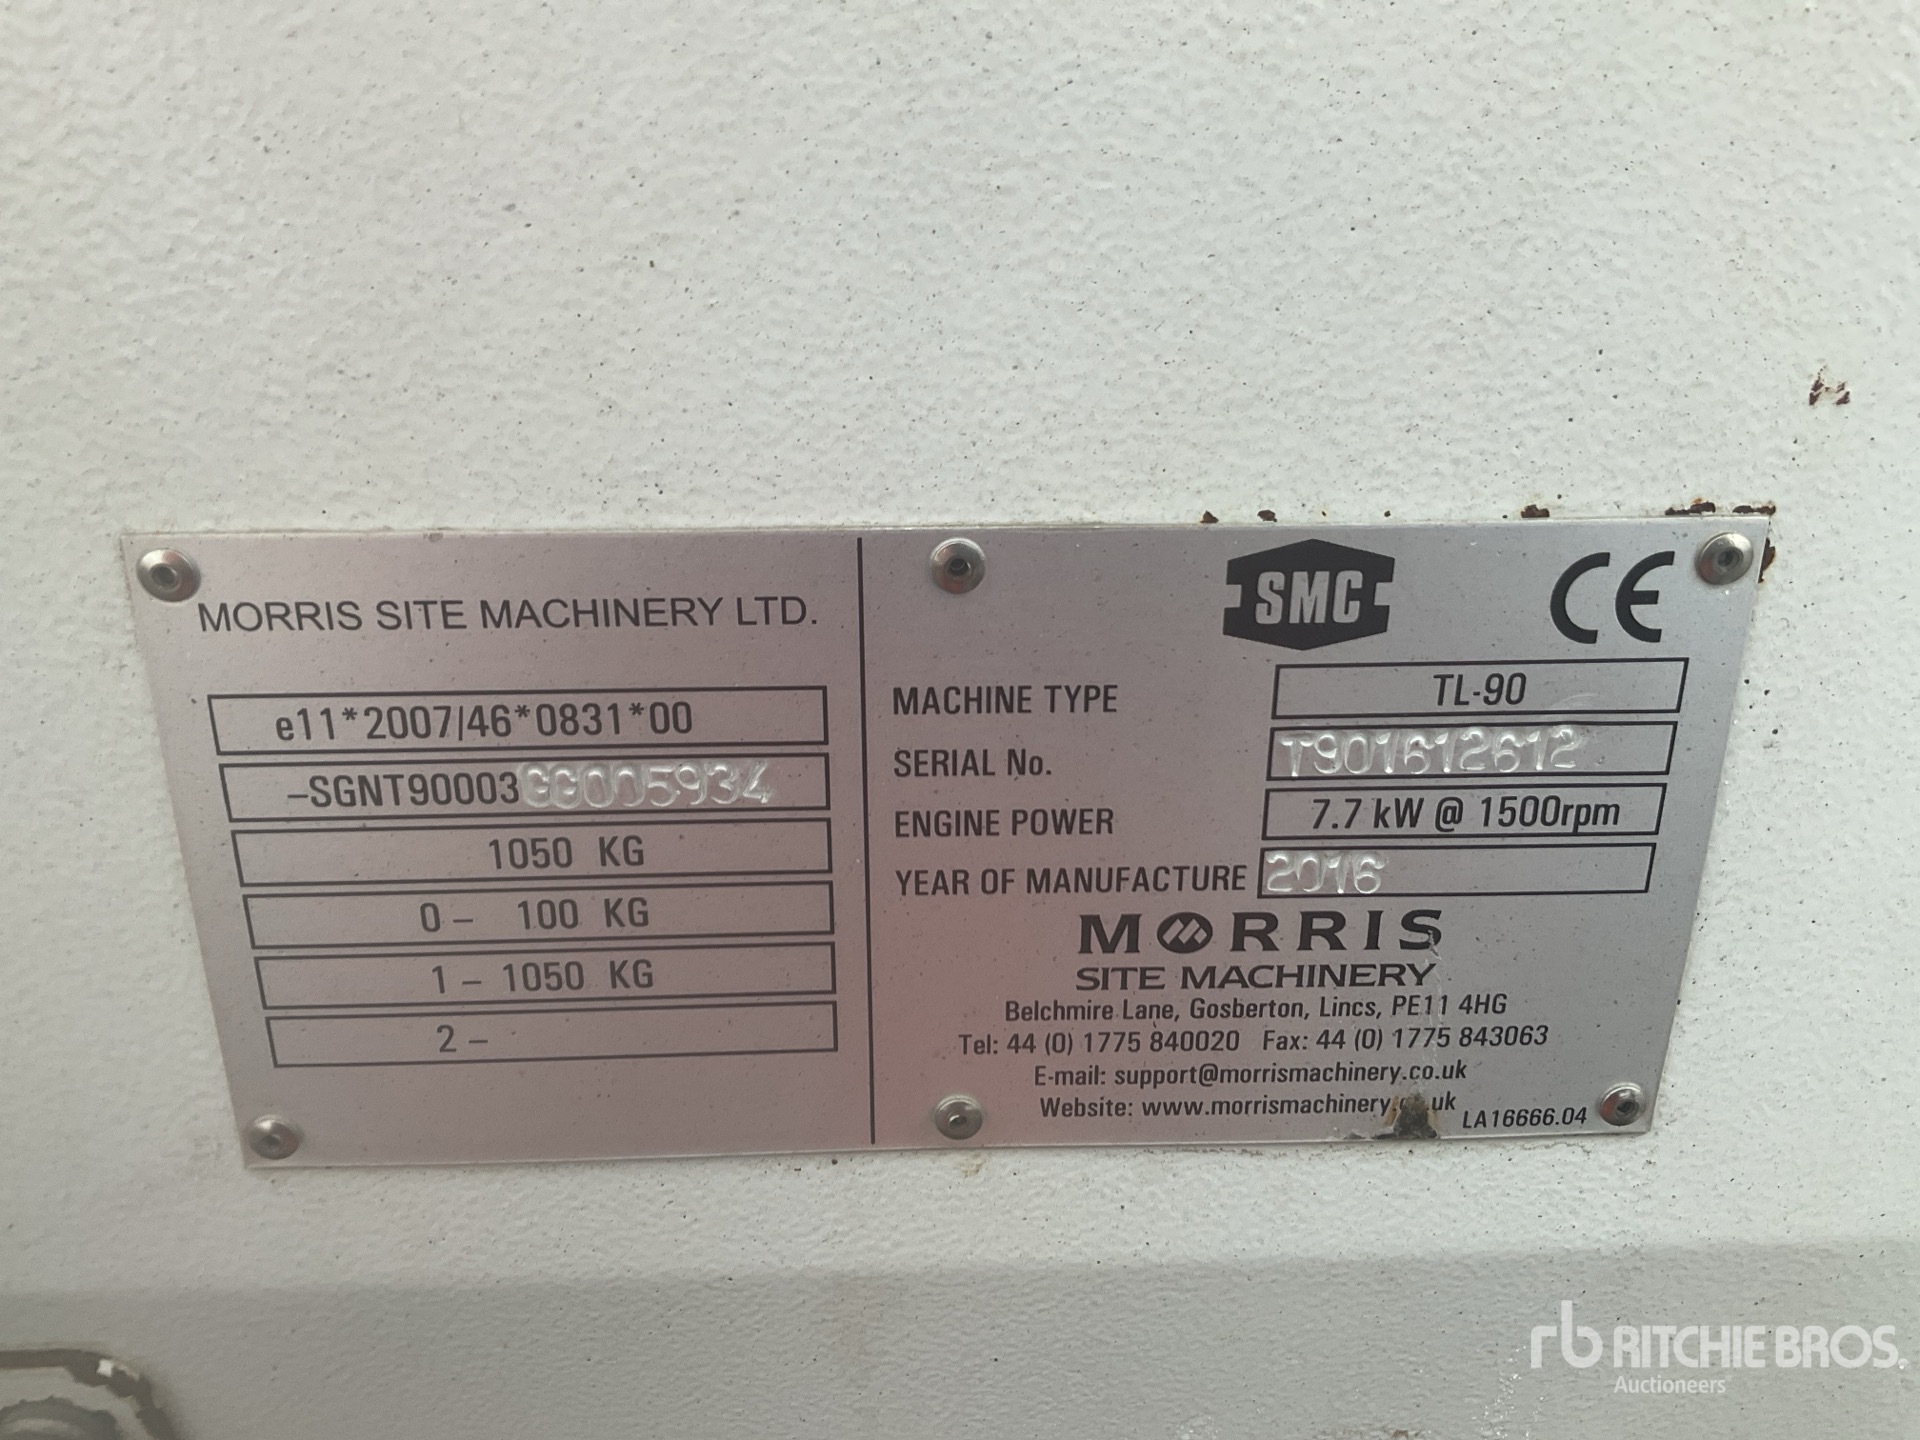 MORRIS SITE MACHINERY LTD.
e11*2007/46*0831*00
-SGNT90003GG005934
1050 KG
0 - 100 KG
1 - 1050 KG
2 -
SMC CE
MACHINE TYPE TL-90
SERIAL No. T901612612
ENGINE POWER 7.7 kW @ 1500rpm
YEAR OF MANUFACTURE 2016
MORRIS
SITE MACHINERY
Belchmire Lane, Gosberton, Lincs, PE11 4HG
Tel: 44 (0) 1775 840020 Fax: 44 (0) 1775 843063
E-mail: support@morrismachinery.co.uk
Website: www.morrismachinery.co.uk
LA16666.04
rb RITCHIE BROS.
Auctioneers